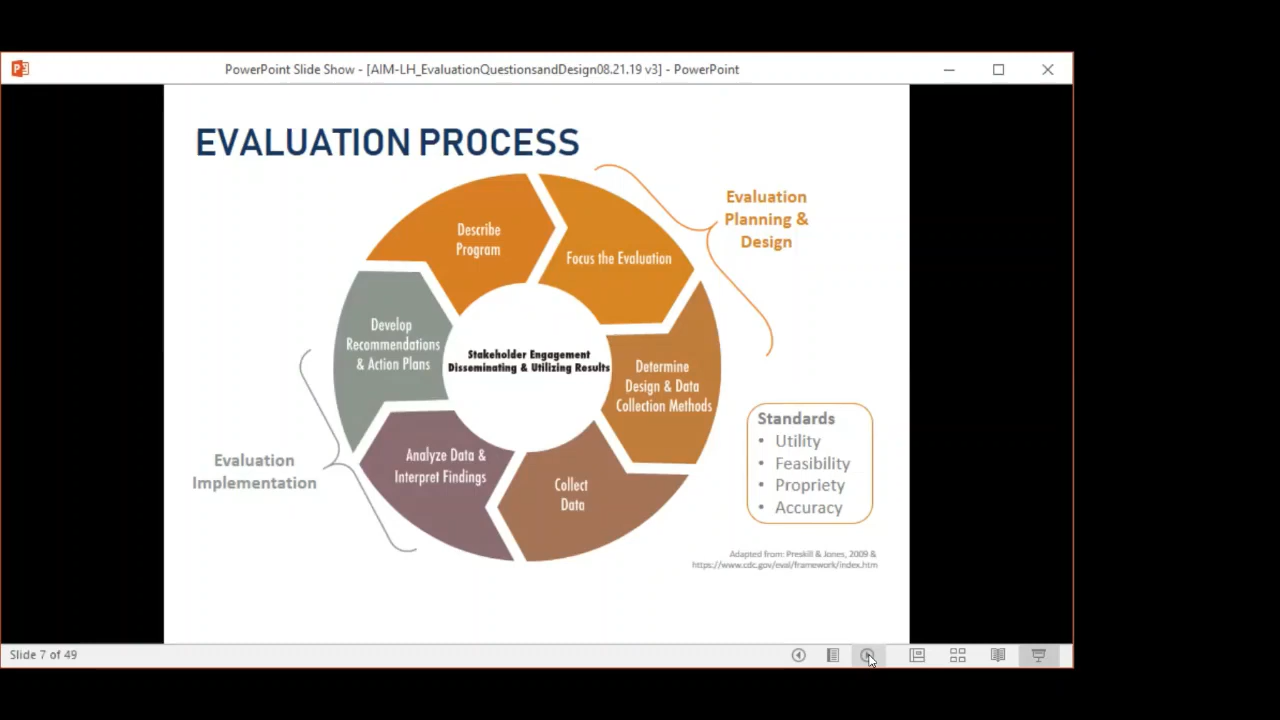 PowerPoint Slide Show - [AIM-LH_EvaluationQuestionsandDesign08.21.19 v3] - PowerPoint
EVALUATION PROCESS
Describe
Program
Focus the Evaluation
Evaluation
Planning &
Design
Develop
Recommendations
& Action Plans
Stakeholder Engagement
Disseminating & Utilizing Results
Determine
Design & Data
Collection Methods
Standards
• Utility
• Feasibility
• Propriety
• Accuracy
Analyze Data &
Interpret Findings
Collect
Data
Evaluation
Implementation
Adapted from: Preskill & Jones, 2009 &
https://www.cdc.gov/eval/framework/index.htm
Slide 7 of 49